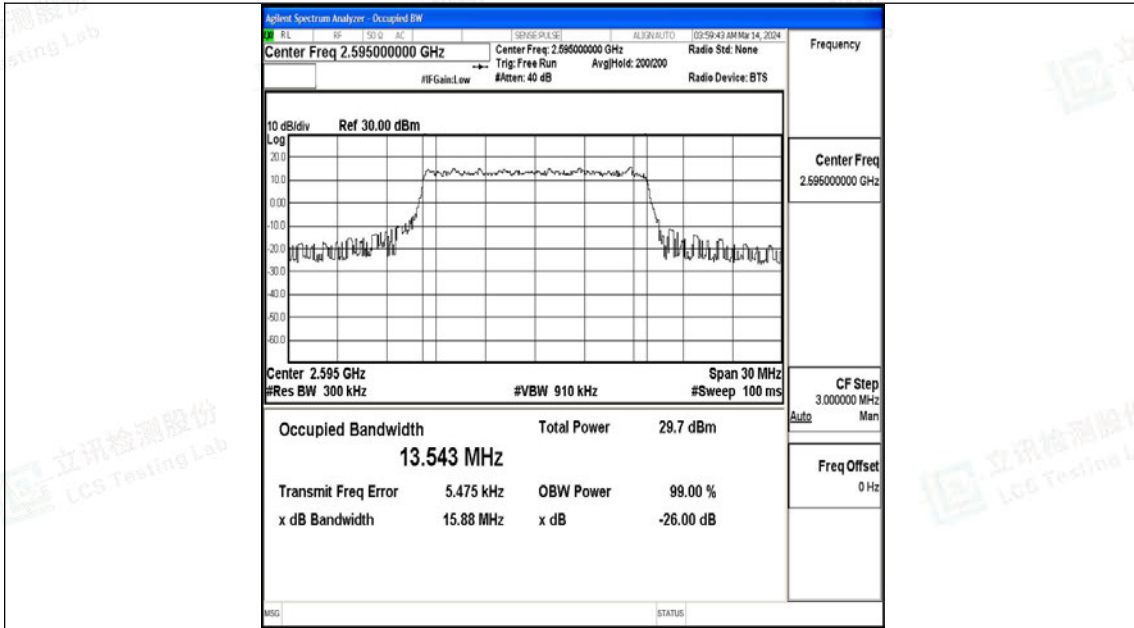 Agilent Spectrum Analyzer - Occupied BW
RL RF 50 Ω AC SENSE:PULSE ALIGN AUTO 03:59:43 AM Mar 14, 2024
Center Freq 2.595000000 GHz
Center Freq: 2.595000000 GHz
Radio Std: None
Trig: Free Run Avg|Hold: 200/200
#IFGain:Low
#Atten: 40 dB
Radio Device: BTS
Frequency
10 dB/div Ref 30.00 dBm
Log
20.0
10.0
0.00
-10.0
-20.0
-30.0
-40.0
-50.0
-60.0
Center 2.595 GHz Span 30 MHz
#Res BW 300 kHz #VBW 910 kHz #Sweep 100 ms
Center Freq
2.595000000 GHz
CF Step
3.000000 MHz
Auto Man
Freq Offset
0 Hz
Occupied Bandwidth Total Power 29.7 dBm
13.543 MHz
Transmit Freq Error 5.475 kHz OBW Power 99.00 %
x dB Bandwidth 15.88 MHz x dB -26.00 dB
MSG STATUS
立讯检测股份
LCS Testing Lab
立讯检测股份